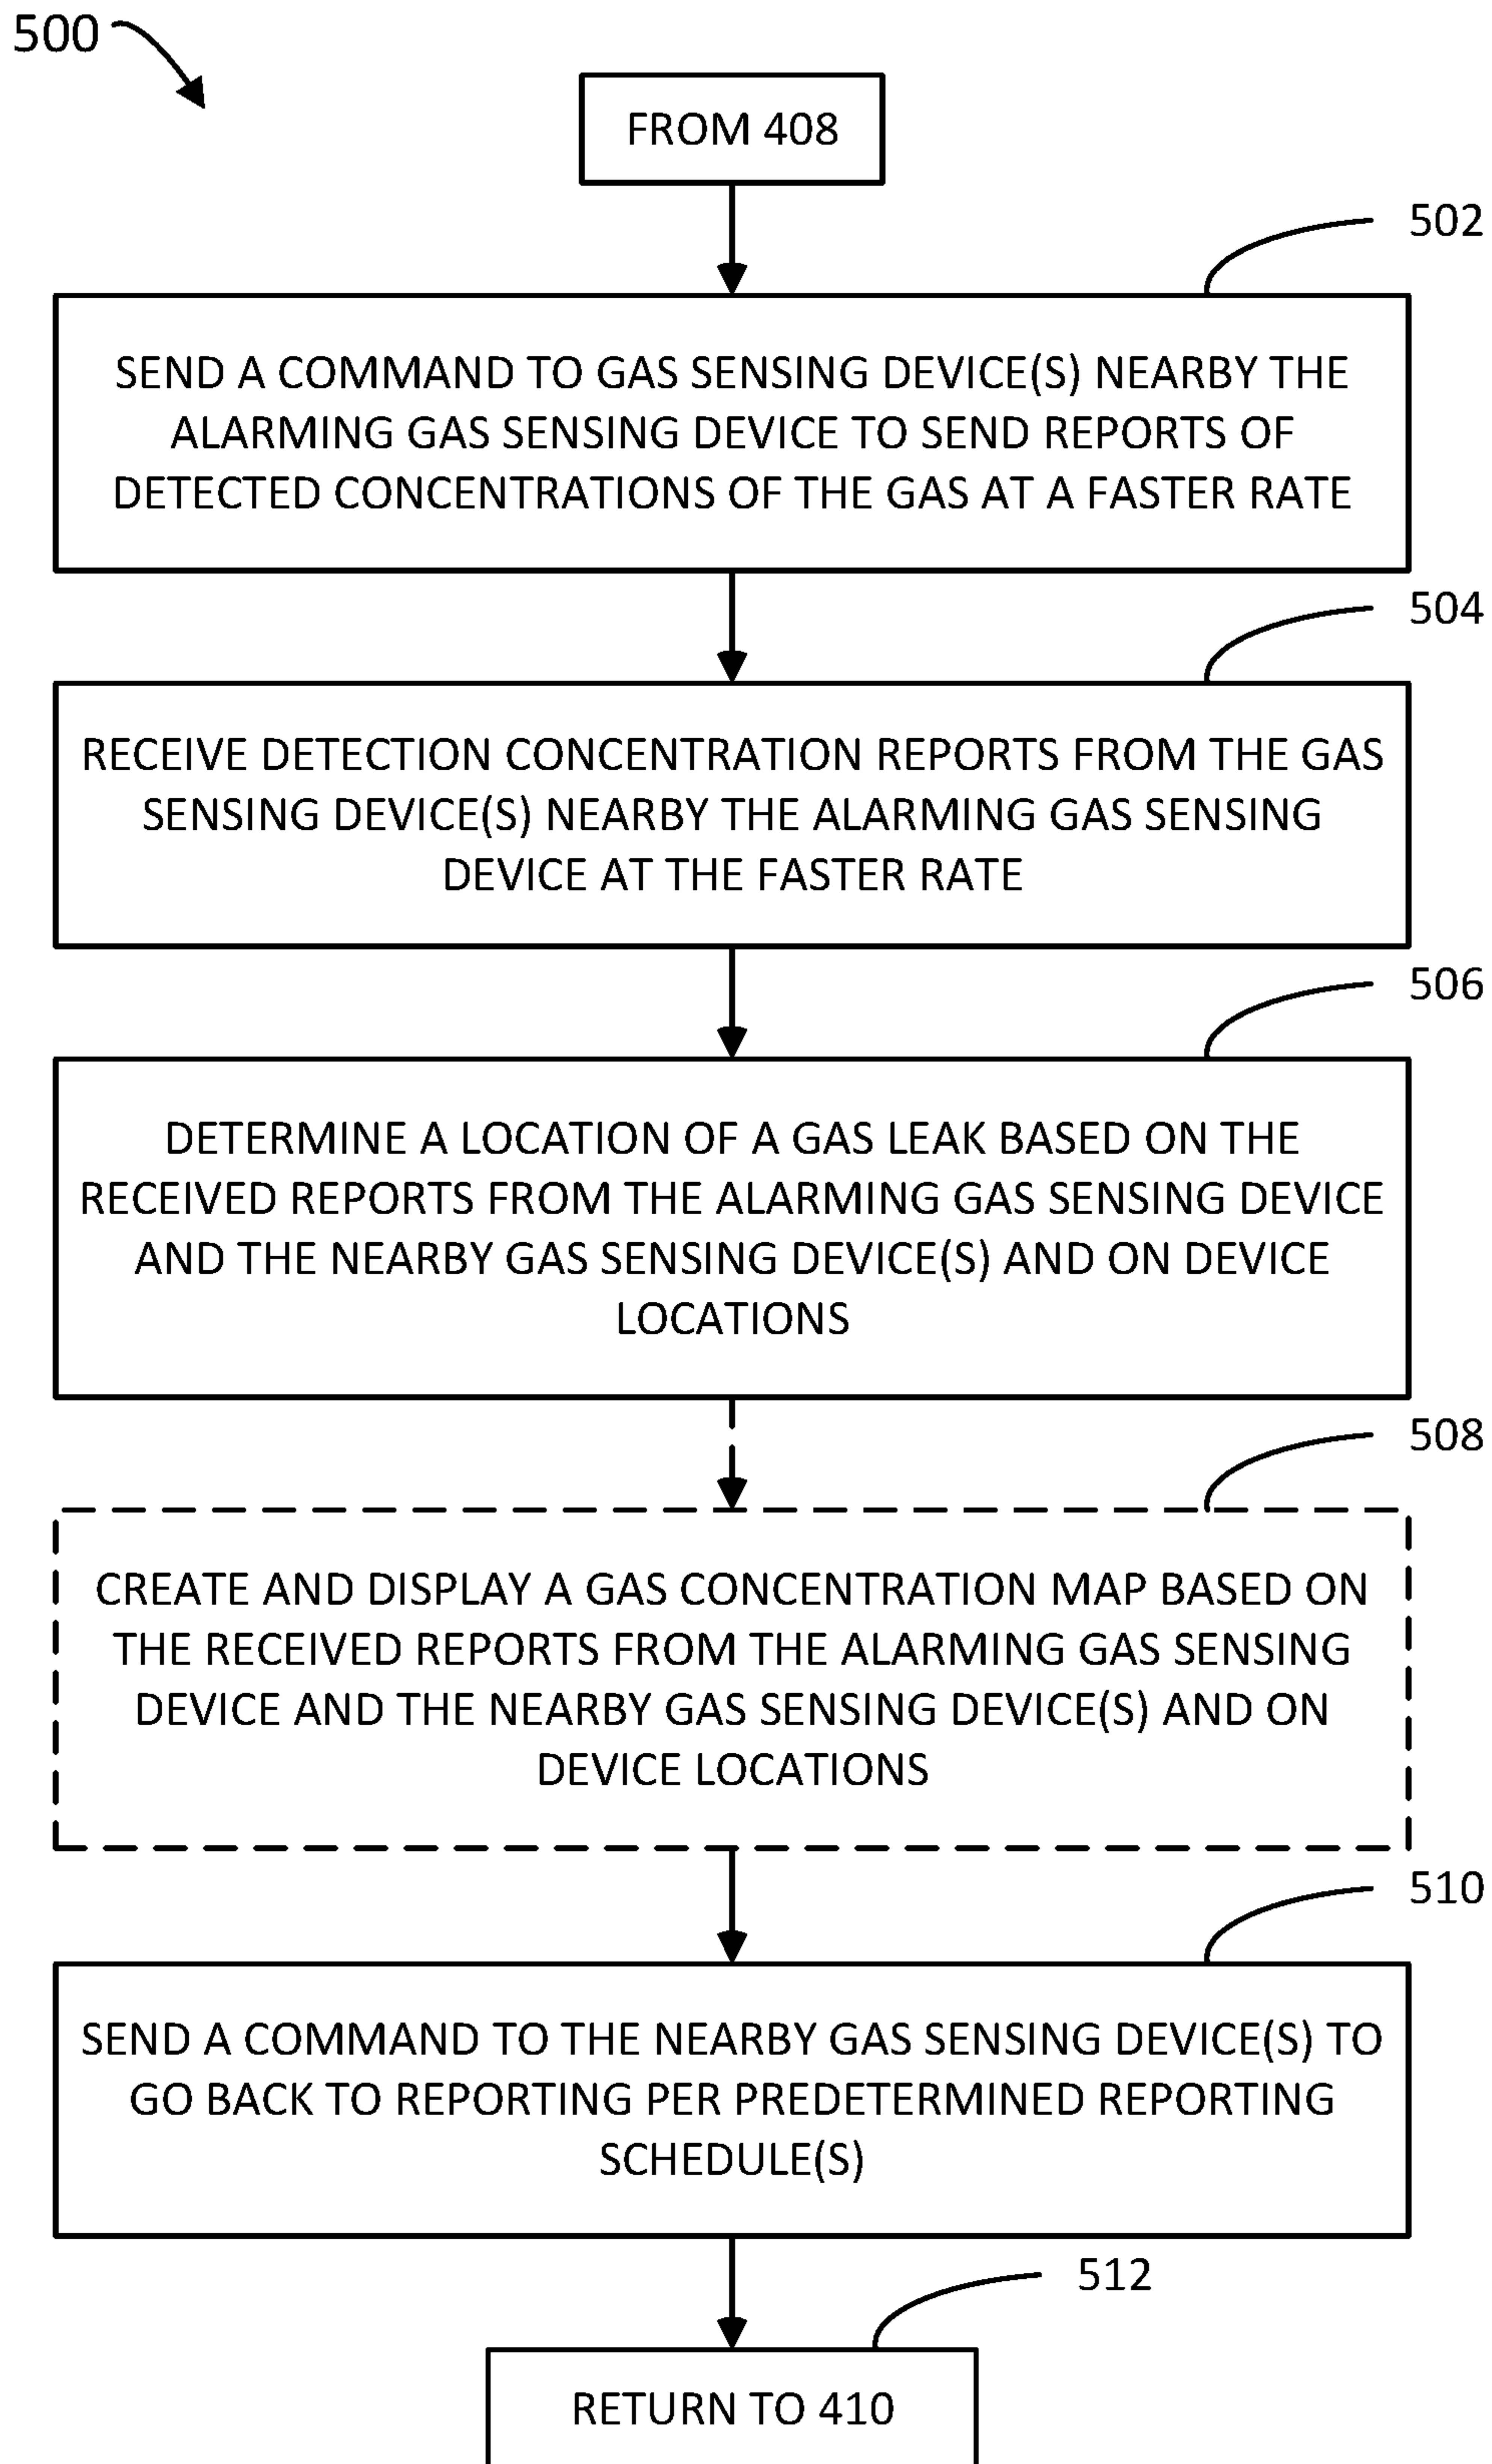 500
FROM 408
502
SEND A COMMAND TO GAS SENSING DEVICE(S) NEARBY THE
ALARMING GAS SENSING DEVICE TO SEND REPORTS OF
DETECTED CONCENTRATIONS OF THE GAS AT A FASTER RATE
504
RECEIVE DETECTION CONCENTRATION REPORTS FROM THE GAS
SENSING DEVICE(S) NEARBY THE ALARMING GAS SENSING
DEVICE AT THE FASTER RATE
506
DETERMINE A LOCATION OF A GAS LEAK BASED ON THE
RECEIVED REPORTS FROM THE ALARMING GAS SENSING DEVICE
AND THE NEARBY GAS SENSING DEVICE(S) AND ON DEVICE
LOCATIONS
508
CREATE AND DISPLAY A GAS CONCENTRATION MAP BASED ON
THE RECEIVED REPORTS FROM THE ALARMING GAS SENSING
DEVICE AND THE NEARBY GAS SENSING DEVICE(S) AND ON
DEVICE LOCATIONS
510
SEND A COMMAND TO THE NEARBY GAS SENSING DEVICE(S) TO
GO BACK TO REPORTING PER PREDETERMINED REPORTING
SCHEDULE(S)
512
RETURN TO 410